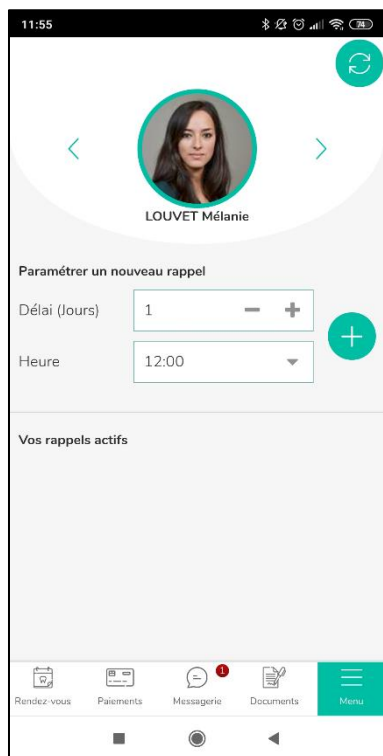 11:55
74
LOUVET Mélanie
Paramétrer un nouveau rappel
Délai (Jours) 1
Heure 12:00
Vos rappels actifs
1
Rendez-vous Paiements Messagerie Documents Menu